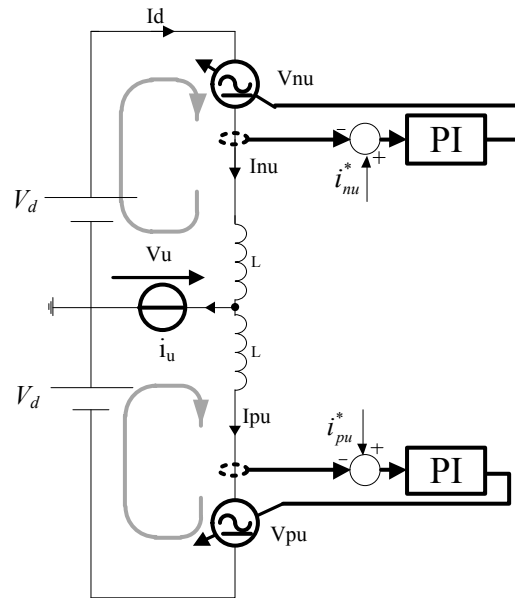 Id
Vnu
- + PI
Inu
i*nu
Vd
L
Vu
iu
L
Vd
Ipu
i*pu
- + PI
Vpu